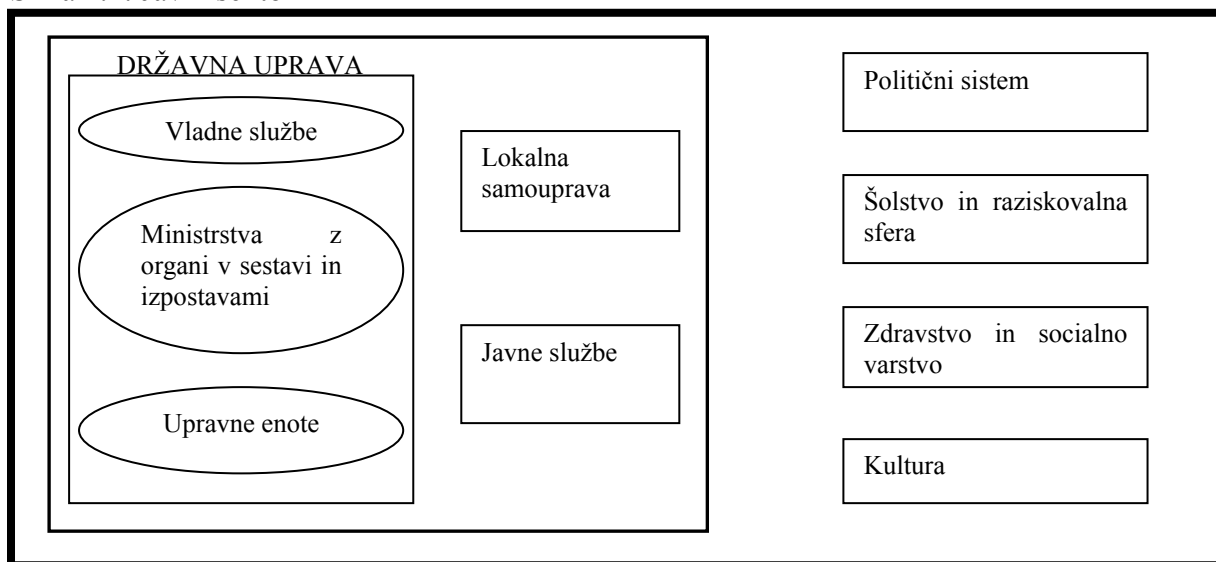 DRŽAVNA UPRAVA
Vladne službe
Ministrstva z
organi v sestavi in
izpostavami
Upravne enote
Lokalna
samouprava
Javne službe
Politični sistem
Šolstvo in raziskovalna
sfera
Zdravstvo in socialno
varstvo
Kultura